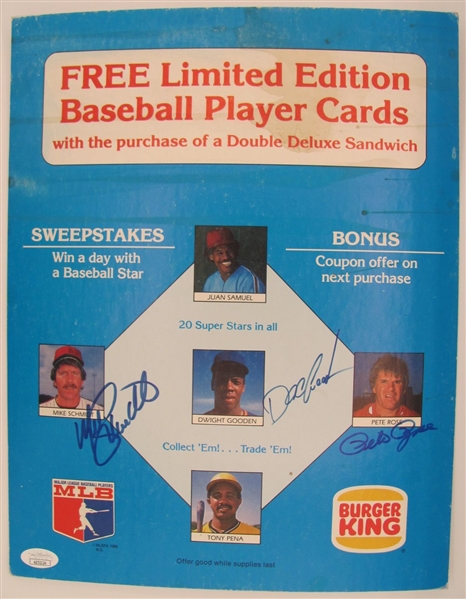 FREE Limited Edition
Baseball Player Cards
with the purchase of a Double Deluxe Sandwich
SWEEPSTAKES
Win a day with
a Baseball Star
BONUS
Coupon offer on
next purchase
JUAN SAMUEL
20 Super Stars in all
MIKE SCHMIDT
DWIGHT GOODEN
PETE ROSE
Collect 'Em! . . . Trade 'Em!
MAJOR LEAGUE BASEBALL PLAYERS
MLB
TONY PENA
BURGER
KING
Offer good while supplies last